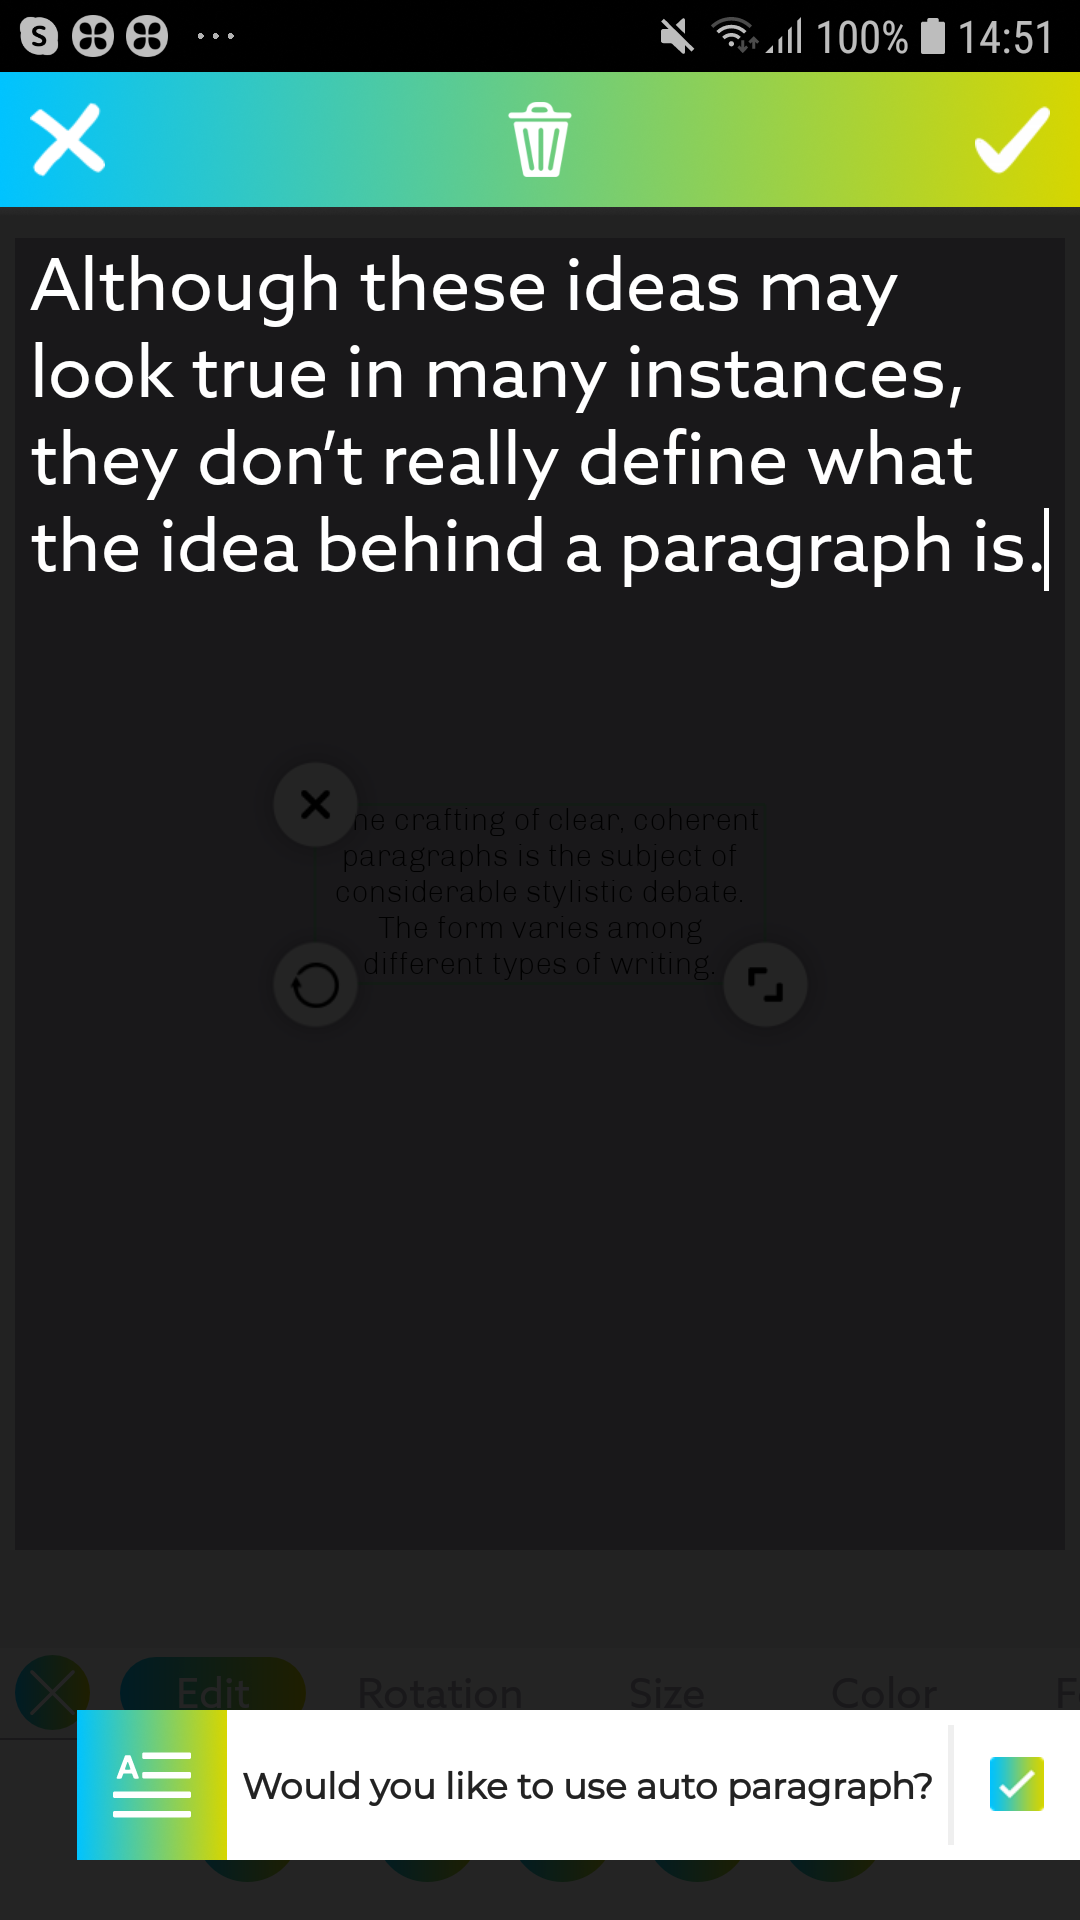 S 100% 14:51
Although these ideas may
look true in many instances,
they don’t really define what
the idea behind a paragraph is.
he crafting of clear, coherent
paragraphs is the subject of
considerable stylistic debate.
The form varies among
different types of writing.
Edit Rotation Size Color F
A Would you like to use auto paragraph?